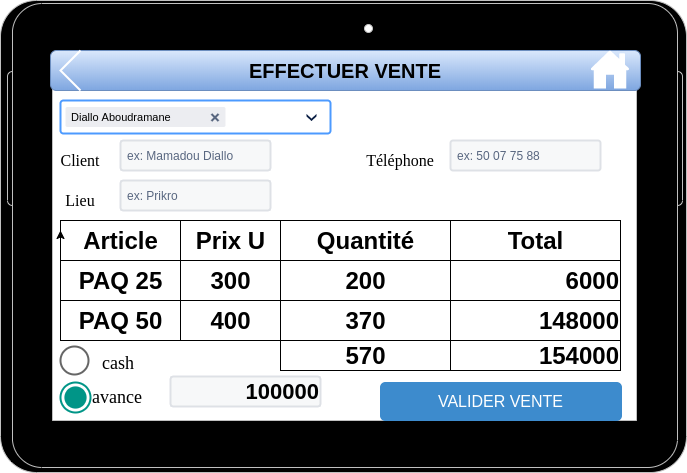 EFFECTUER VENTE
Diallo Aboudramane
Client ex: Mamadou Diallo Téléphone ex: 50 07 75 88
Lieu ex: Prikro
Article Prix U Quantité Total
PAQ 25 300 200 6000
PAQ 50 400 370 148000
570 154000
cash
avance 100000
VALIDER VENTE